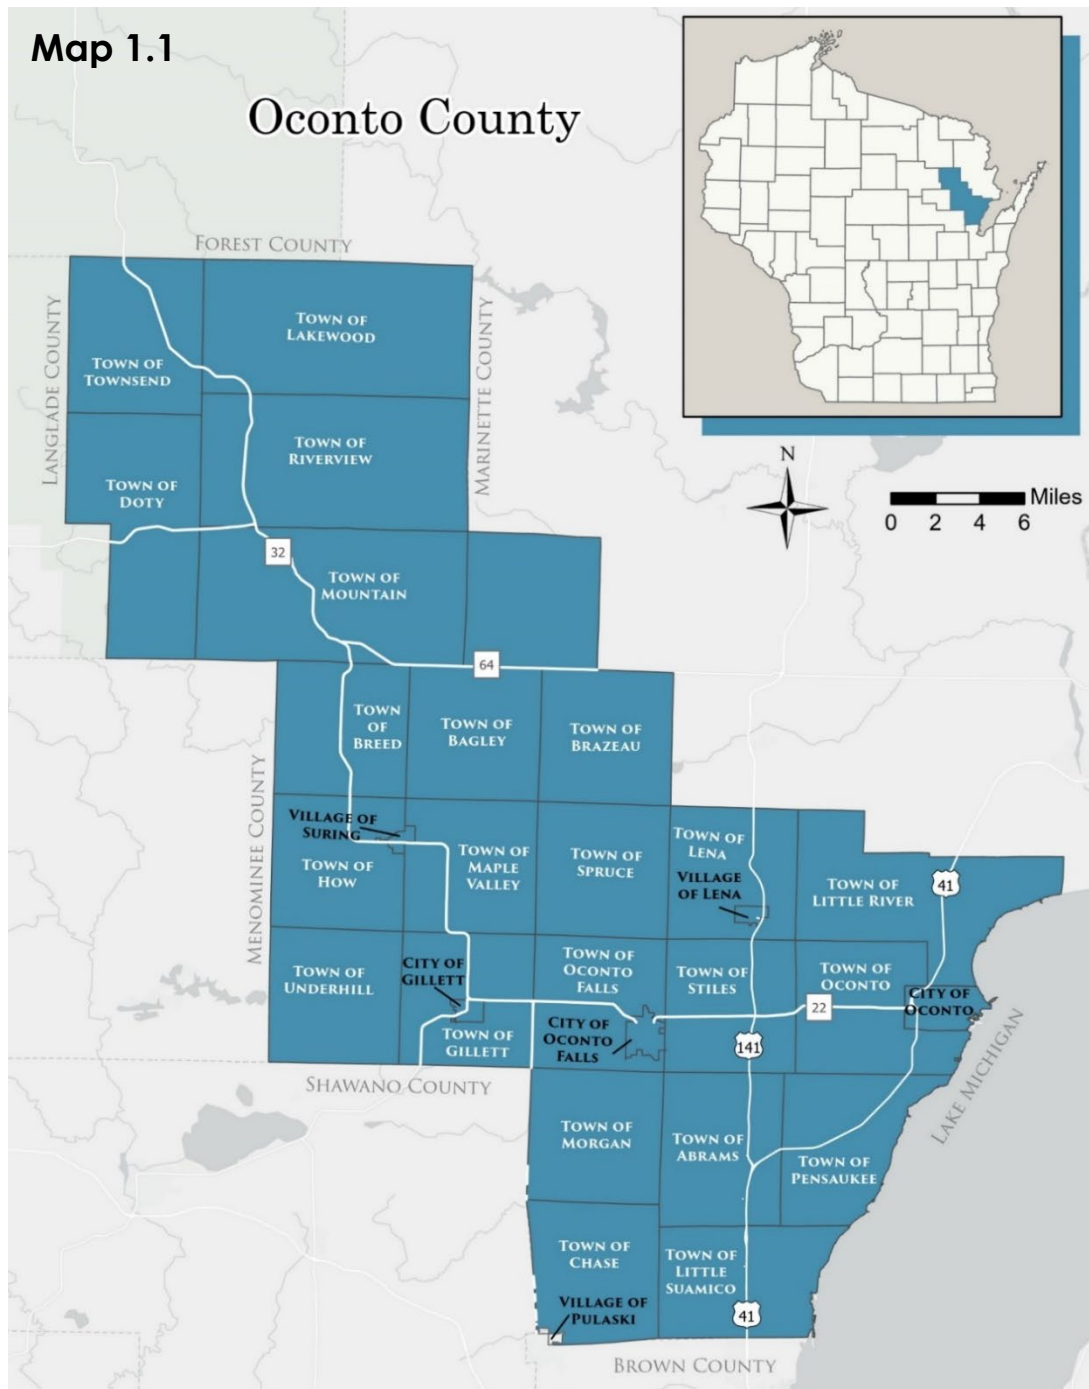 Map 1.1
Oconto County
FOREST COUNTY
LANGLADE COUNTY
MARINETTE COUNTY
TOWN OF
LAKEWOOD
TOWN OF
TOWNSEND
TOWN OF
RIVERVIEW
TOWN OF
DOTY
N
Miles
0 2 4 6
32
TOWN OF
MOUNTAIN
64
TOWN OF
BREED
TOWN OF
BAGLEY
TOWN OF
BRAZEAU
MENOMINEE COUNTY
VILLAGE OF
SURING
TOWN OF
HOW
TOWN OF
MAPLE
VALLEY
TOWN OF
SPRUCE
TOWN OF
LENA
VILLAGE
OF LENA
TOWN OF
LITTLE RIVER
41
TOWN OF
UNDERHILL
CITY OF
GILLETT
TOWN OF
OCONTO
FALLS
TOWN OF
STILES
TOWN OF
OCONTO
22
CITY OF
OCONTO
TOWN OF
GILLETT
CITY OF
OCONTO
FALLS
141
SHAWANO COUNTY
LAKE MICHIGAN
TOWN OF
MORGAN
TOWN OF
ABRAMS
TOWN OF
PENSAUKEE
TOWN OF
CHASE
TOWN OF
LITTLE
SUAMICO
VILLAGE OF
PULASKI
41
BROWN COUNTY